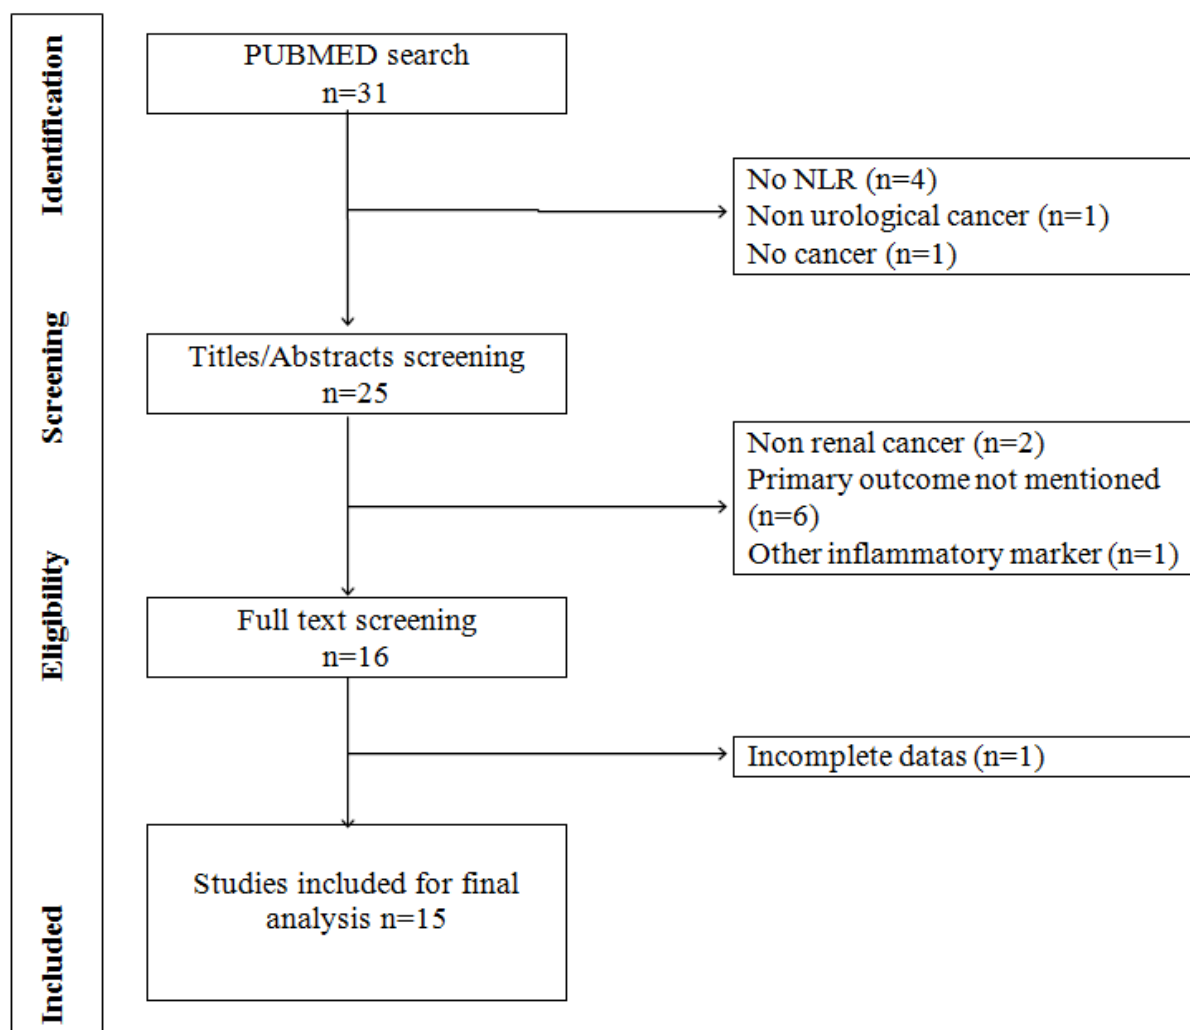 Identification
PUBMED search
n=31
No NLR (n=4)
Non urological cancer (n=1)
No cancer (n=1)
Screening
Titles/Abstracts screening
n=25
Non renal cancer (n=2)
Primary outcome not mentioned
(n=6)
Other inflammatory marker (n=1)
Eligibility
Full text screening
n=16
Incomplete datas (n=1)
Included
Studies included for final
analysis n=15